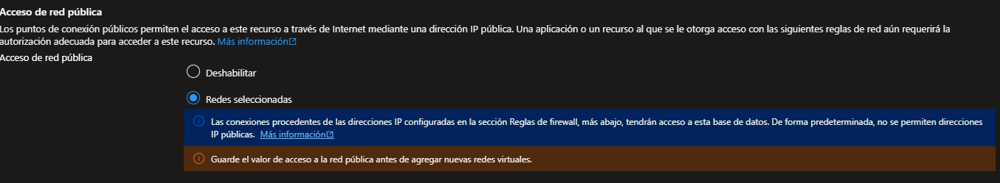 Acceso de red pública
Los puntos de conexión públicos permiten el acceso a este recurso a través de Internet mediante una dirección IP pública. Una aplicación o un recurso al que se le otorga acceso con las siguientes reglas de red aún requerirá la
autorización adecuada para acceder a este recurso. Más información
Acceso de red pública
Deshabilitar
Redes seleccionadas
Las conexiones procedentes de las direcciones IP configuradas en la sección Reglas de firewall, más abajo, tendrán acceso a esta base de datos. De forma predeterminada, no se permiten direcciones
IP públicas. Más información
Guarde el valor de acceso a la red pública antes de agregar nuevas redes virtuales.